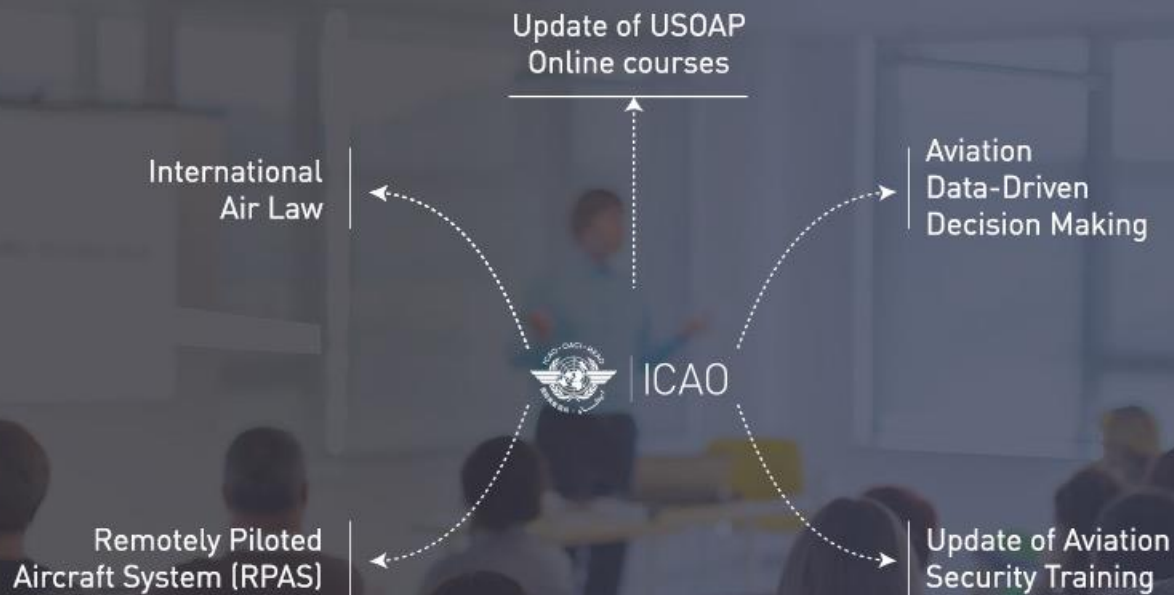 Update of USOAP
Online courses
International
Air Law
Aviation
Data-Driven
Decision Making
ICAO
Remotely Piloted
Aircraft System (RPAS)
Update of Aviation
Security Training